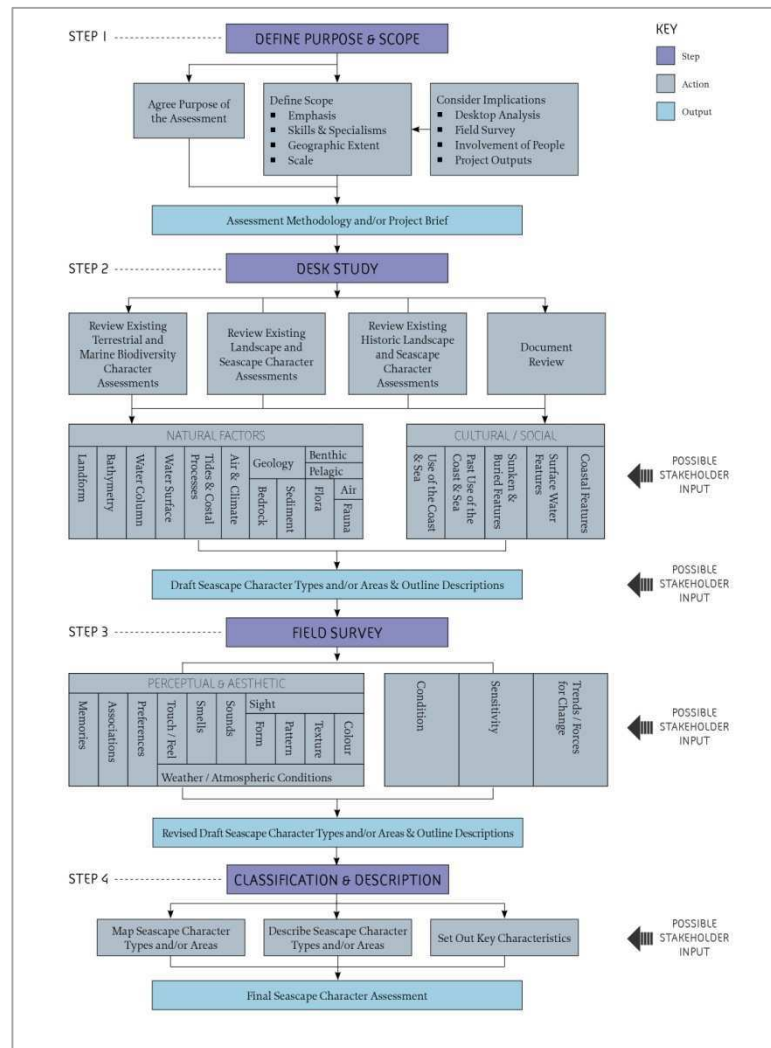 STEP 1
DEFINE PURPOSE & SCOPE
KEY
Step
Action
Output
Agree Purpose of
the Assessment
Define Scope
▪ Emphasis
▪ Skills & Specialisms
▪ Geographic Extent
▪ Scale
Consider Implications
▪ Desktop Analysis
▪ Field Survey
▪ Involvement of People
▪ Project Outputs
Assessment Methodology and/or Project Brief
STEP 2
DESK STUDY
Review Existing
Terrestrial and
Marine Biodiversity
Character
Assessments
Review Existing
Landscape and
Seascape Character
Assessments
Review Existing
Historic Landscape
and Seascape
Character
Assessments
Document
Review
NATURAL FACTORS
Landform
Bathymetry
Water Column
Water Surface
Tides & Costal
Processes
Air & Climate
Geology
Bedrock
Sediment
Benthic
Pelagic
Flora
Air
Fauna
CULTURAL / SOCIAL
Use of the Coast
& Sea
Past Use of the
Coast & Sea
Sunken &
Buried Features
Surface Water
Features
Coastal Features
POSSIBLE
STAKEHOLDER
INPUT
Draft Seascape Character Types and/or Areas & Outline Descriptions
POSSIBLE
STAKEHOLDER
INPUT
STEP 3
FIELD SURVEY
PERCEPTUAL & AESTHETIC
Memories
Associations
Preferences
Touch / Feel
Smells
Sounds
Sight
Form
Pattern
Texture
Colour
Weather / Atmospheric Conditions
Condition
Sensitivity
Trends / Forces
for Change
POSSIBLE
STAKEHOLDER
INPUT
Revised Draft Seascape Character Types and/or Areas & Outline Descriptions
STEP 4
CLASSIFICATION & DESCRIPTION
Map Seascape Character
Types and/or Areas
Describe Seascape Character
Types and/or Areas
Set Out Key Characteristics
POSSIBLE
STAKEHOLDER
INPUT
Final Seascape Character Assessment